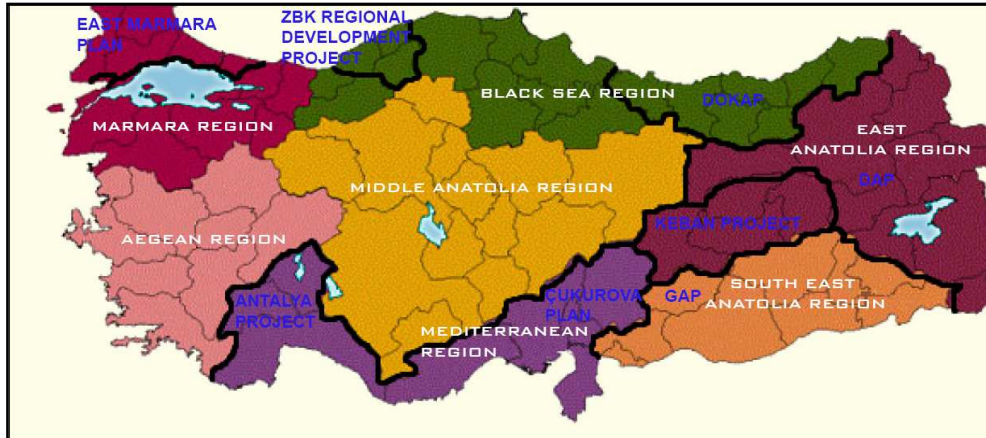 EAST MARMARA
PLAN
ZBK REGIONAL
DEVELOPMENT
PROJECT
BLACK SEA REGION
DOKAP
MARMARA REGION
EAST
ANATOLIA REGION
DAP
MIDDLE ANATOLIA REGION
KEBAN PROJECT
AEGEAN REGION
ANTALYA
PROJECT
ÇUKUROVA
PLAN
MEDITERRANEAN
REGION
GAP
SOUTH EAST
ANATOLIA REGION